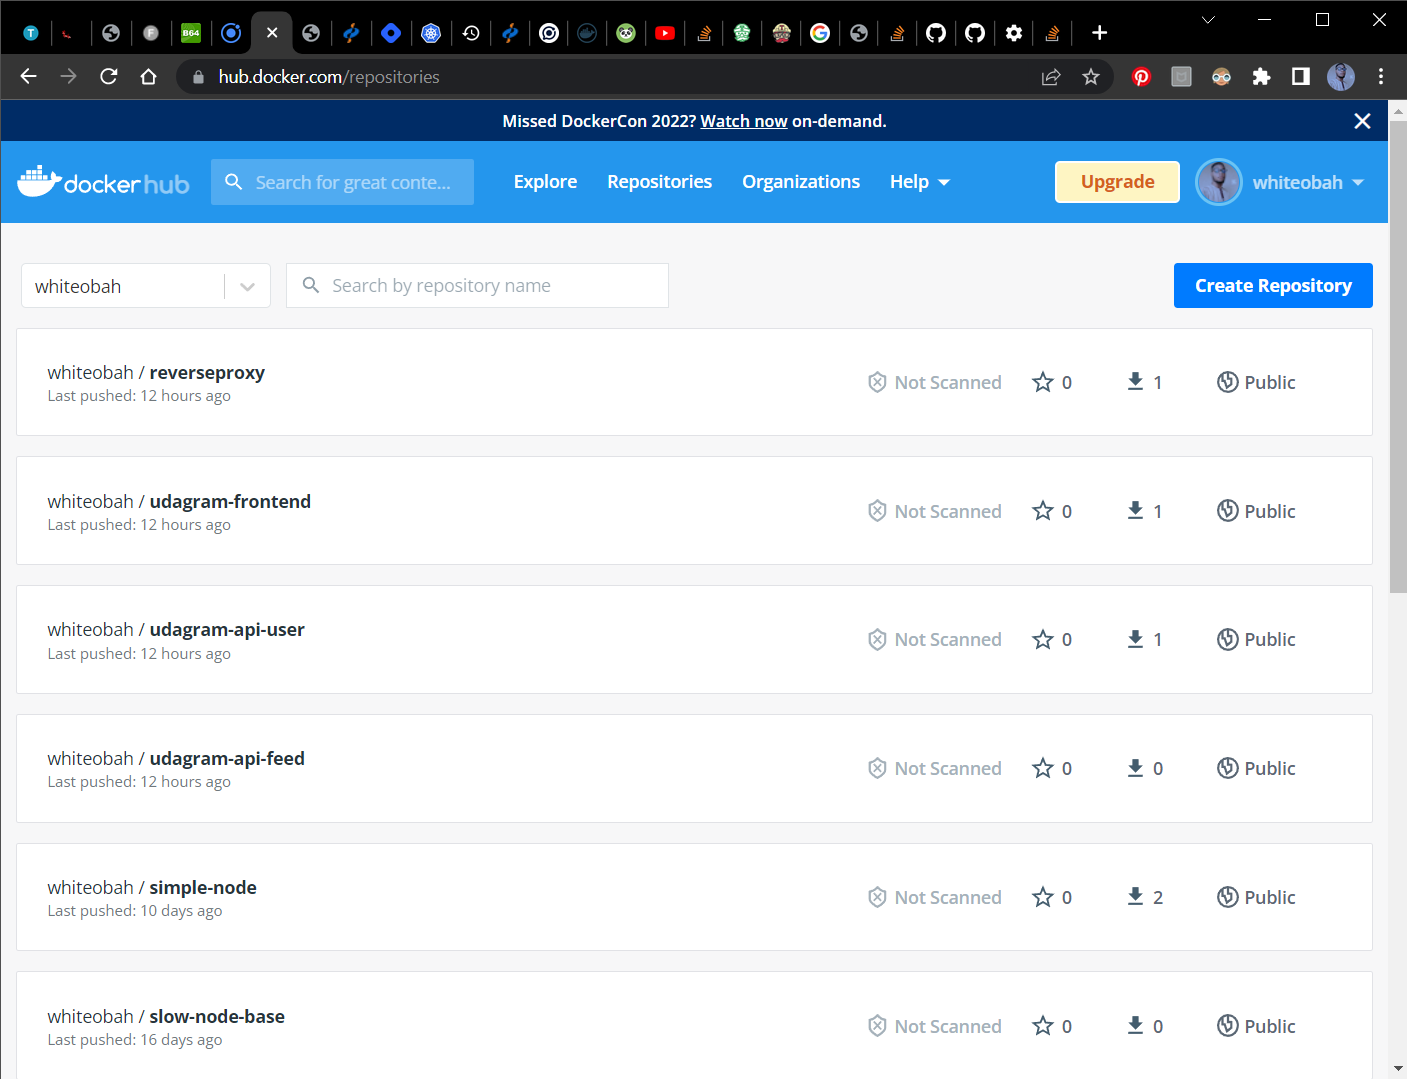 T
F
B64
hub.docker.com/repositories
Missed DockerCon 2022? Watch now on-demand.
docker hub
Search for great conte...
Explore
Repositories
Organizations
Help
Upgrade
whiteobah
whiteobah
Search by repository name
Create Repository
whiteobah / reverseproxy
Last pushed: 12 hours ago
Not Scanned
0
1
Public
whiteobah / udagram-frontend
Last pushed: 12 hours ago
Not Scanned
0
1
Public
whiteobah / udagram-api-user
Last pushed: 12 hours ago
Not Scanned
0
1
Public
whiteobah / udagram-api-feed
Last pushed: 12 hours ago
Not Scanned
0
0
Public
whiteobah / simple-node
Last pushed: 10 days ago
Not Scanned
0
2
Public
whiteobah / slow-node-base
Last pushed: 16 days ago
Not Scanned
0
0
Public